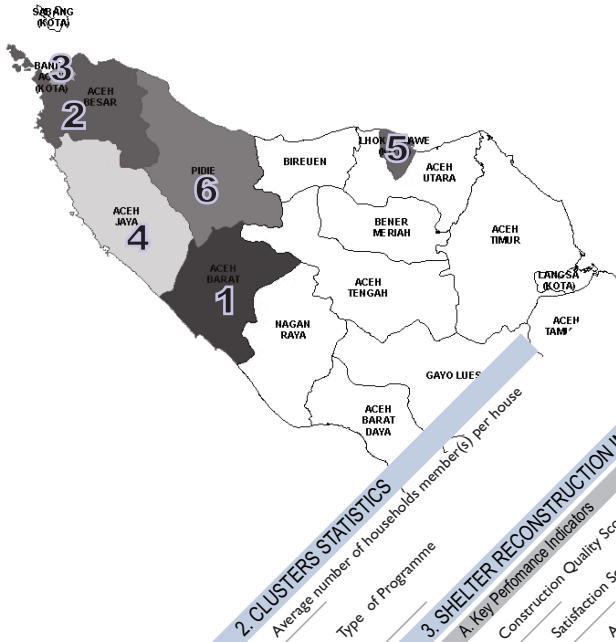 SABANG
(KOTA)
3
ACEH
BESAR
(KOTA)
2
PIDIE
6
BIREUEN
5
ACEH
UTARA
ACEH
JAYA
4
BENER
MERIAH
ACEH
TIMUR
ACEH
BARAT
1
ACEH
TENGAH
LANGSA
(KOTA)
NAGAN
RAYA
ACEH
GAYO LUES
ACEH
BARAT
DAYA
2. CLUSTERS STATISTICS
Average number of households member(s) per house
Type of Programme
3. SHELTER RECONSTRUCTION
A. Key Perfomance Indicators
Construction Quality
Satisfaction